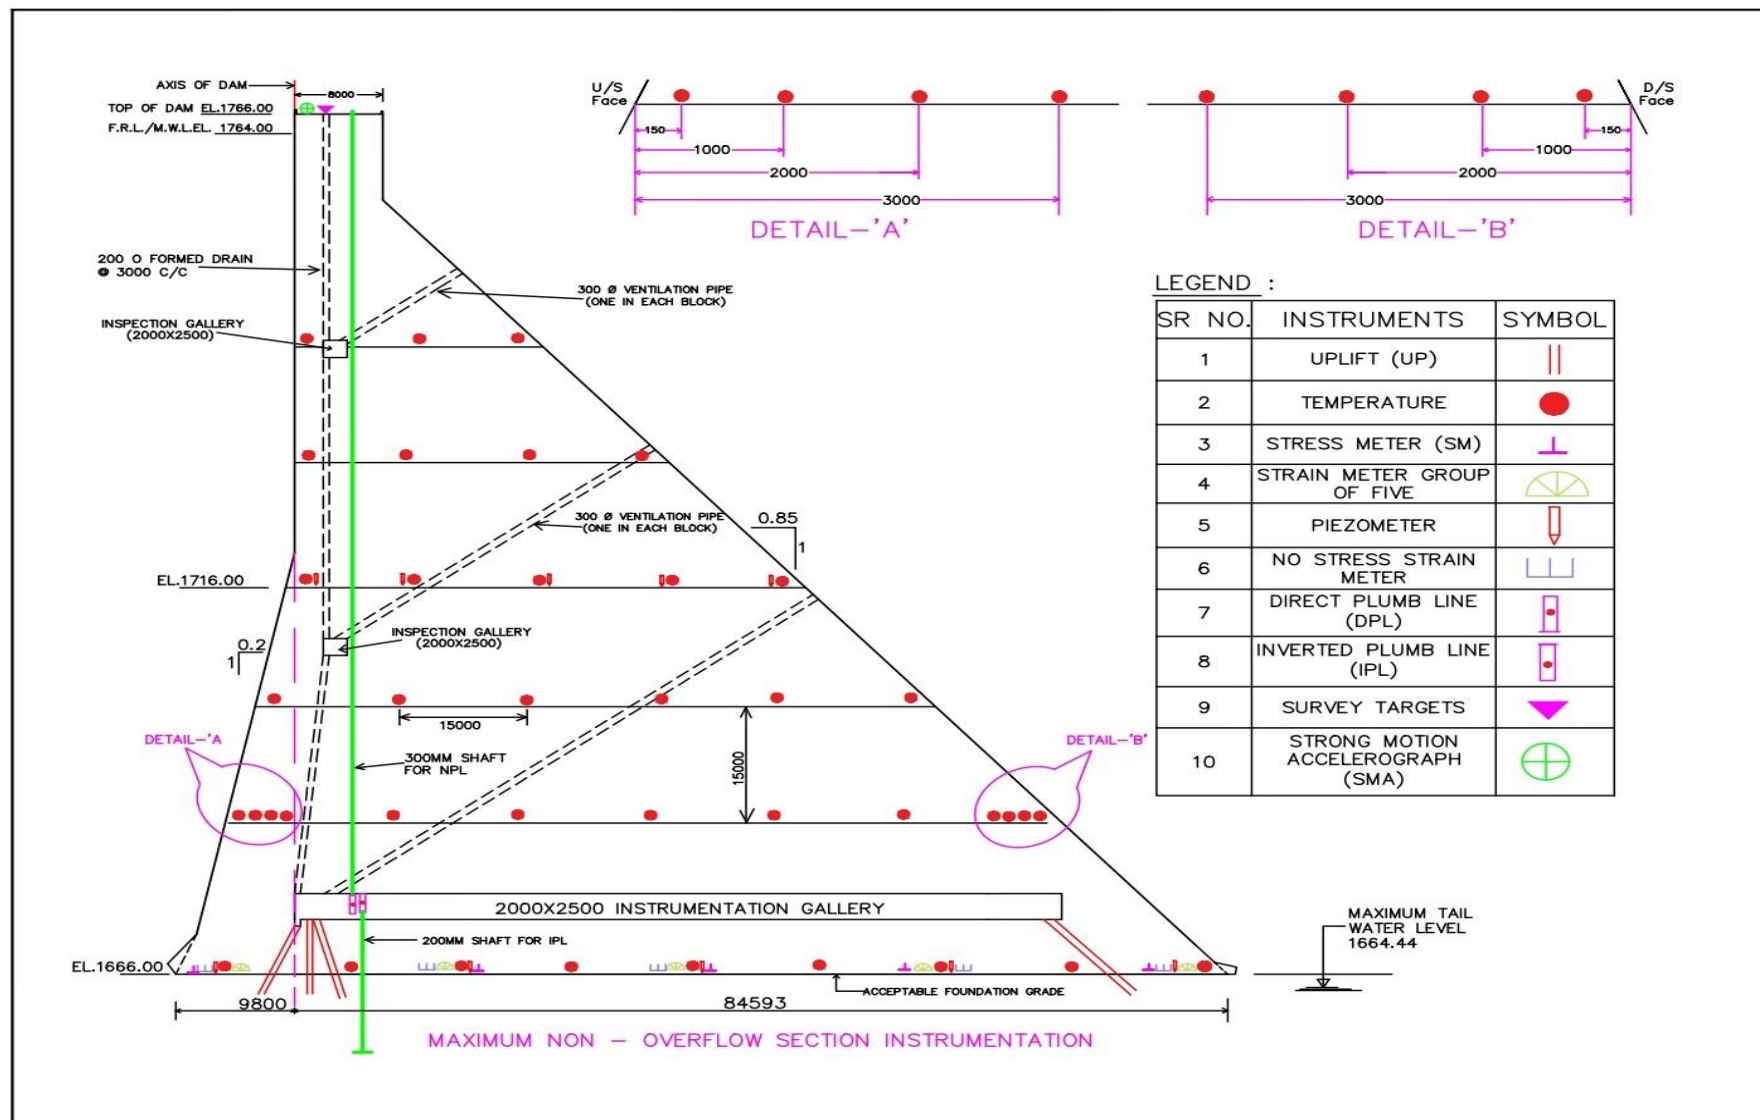 AXIS OF DAM
8000
TOP OF DAM EL.1766.00
F.R.L./M.W.L.EL. 1764.00
U/S
Face
150
1000
2000
3000
DETAIL-'A'
D/S
Face
150
1000
2000
3000
DETAIL-'B'
200 O FORMED DRAIN
@ 3000 C/C
300 Ø VENTILATION PIPE
(ONE IN EACH BLOCK)
INSPECTION GALLERY
(2000X2500)
300 Ø VENTILATION PIPE
(ONE IN EACH BLOCK)
0.85
1
EL.1716.00
INSPECTION GALLERY
(2000X2500)
0.2
1
15000
DETAIL-'A
300MM SHAFT
FOR NPL
15000
DETAIL-'B'
2000X2500 INSTRUMENTATION GALLERY
200MM SHAFT FOR IPL
EL.1666.00
ACCEPTABLE FOUNDATION GRADE
MAXIMUM TAIL
WATER LEVEL
1664.44
9800
84593
MAXIMUM NON - OVERFLOW SECTION INSTRUMENTATION
LEGEND :
SR NO. INSTRUMENTS SYMBOL
1 UPLIFT (UP)
2 TEMPERATURE
3 STRESS METER (SM)
4 STRAIN METER GROUP
OF FIVE
5 PIEZOMETER
6 NO STRESS STRAIN
METER
7 DIRECT PLUMB LINE
(DPL)
8 INVERTED PLUMB LINE
(IPL)
9 SURVEY TARGETS
10 STRONG MOTION
ACCELEROGRAPH
(SMA)